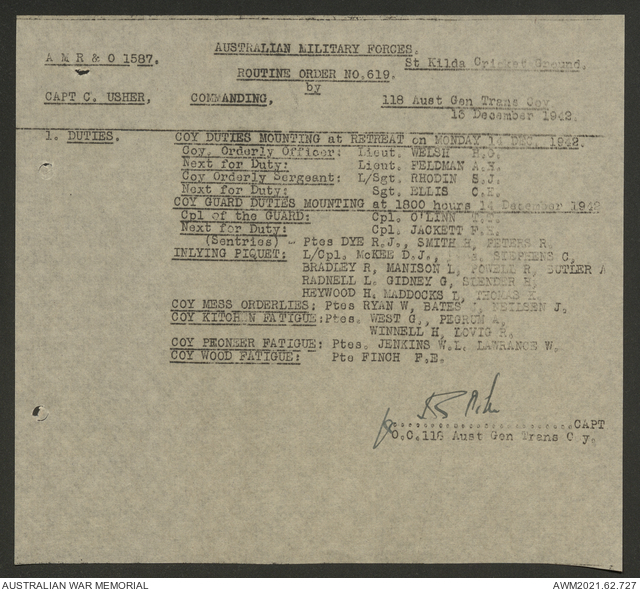 AUSTRALIAN MILITARY FORCES.
A M R & O 1587.
St Kilda Cricket Ground.
ROUTINE ORDER NO.619.
by
CAPT C. USHER, COMMANDING, 118 Aust Gen Trans Coy.
13 December 1942.
1. DUTIES. COY DUTIES MOUNTING at RETREAT on MONDAY 14 DEC. 1942.
Coy. Orderly Officer: Lieut. WELSH
Next for Duty: Lieut. FELDMAN A.Y.
Coy Orderly Sergeant: L/Sgt. RHODIN S.J.
Next for Duty: Sgt. ELLIS C.E.
COY GUARD DUTIES MOUNTING at 1800 hours 14 December 1942
Cpl of the GUARD: Cpl. O'LINN
Next for Duty: Cpl. JACKETT
(Sentries) - Ptes DYE R.J., SMITH H, PETERS R.
INLYING PIQUET: L/Cpl. McKEE D.J., STEPHENS C,
BRADLEY R, MANISON L, POWELL R, BUTLER A
RADNELL L. GIDNEY G, SLENDER H,
HEYWOOD H. MADDOCKS L, THOMAS
COY MESS ORDERLIES; Ptes RYAN W, BATES NEILSEN J.
COY KITCHEN FATIGUE:Ptes. WEST G., PEGRUM A,
WINNELL H, LOVIG R.
COY PEONEER FATIGUE: Ptes. JENKINS W.L. LAWRANCE W.
COY WOOD FATIGUE: Pte FINCH F.E.
CAPT
O.C.118 Aust Gen Trans Coy.
AUSTRALIAN WAR MEMORIAL
AWM2021.62.727